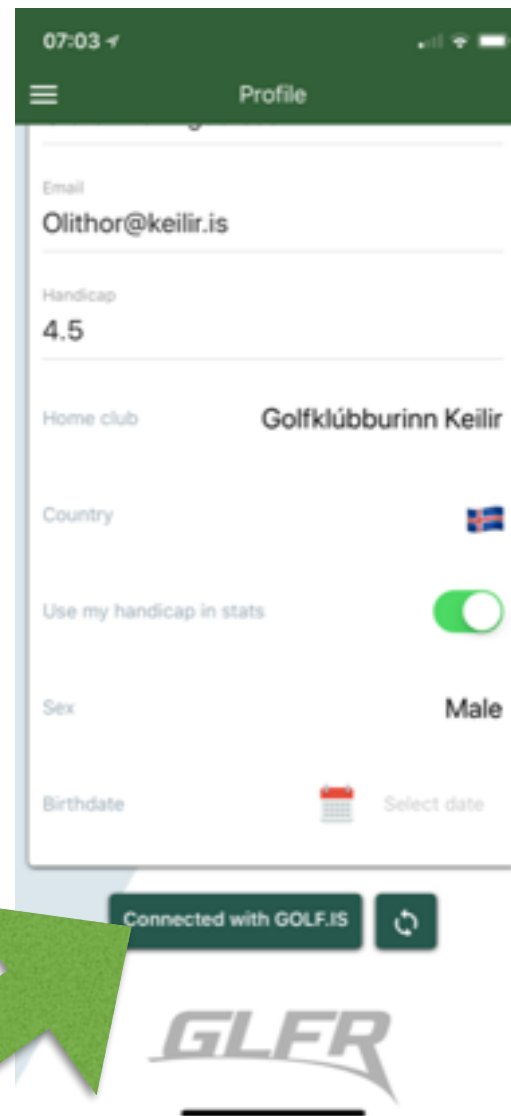 07:03
Profile
Email
Olithor@keilir.is
Handicap
4.5
Home club Golfklúbburinn Keilir
Country
Use my handicap in stats
Sex Male
Birthdate Select date
Connected with GOLF.IS
GLFR